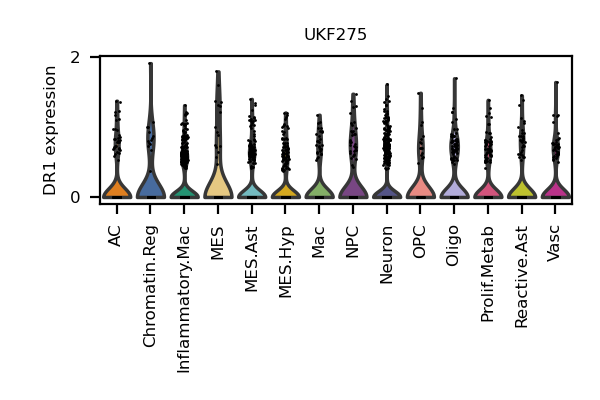 UKF275
DR1 expression
2
0
AC
Chromatin.Reg
Inflammatory.Mac
MES
MES.Ast
MES.Hyp
Mac
NPC
Neuron
OPC
Oligo
Prolif.Metab
Reactive.Ast
Vasc